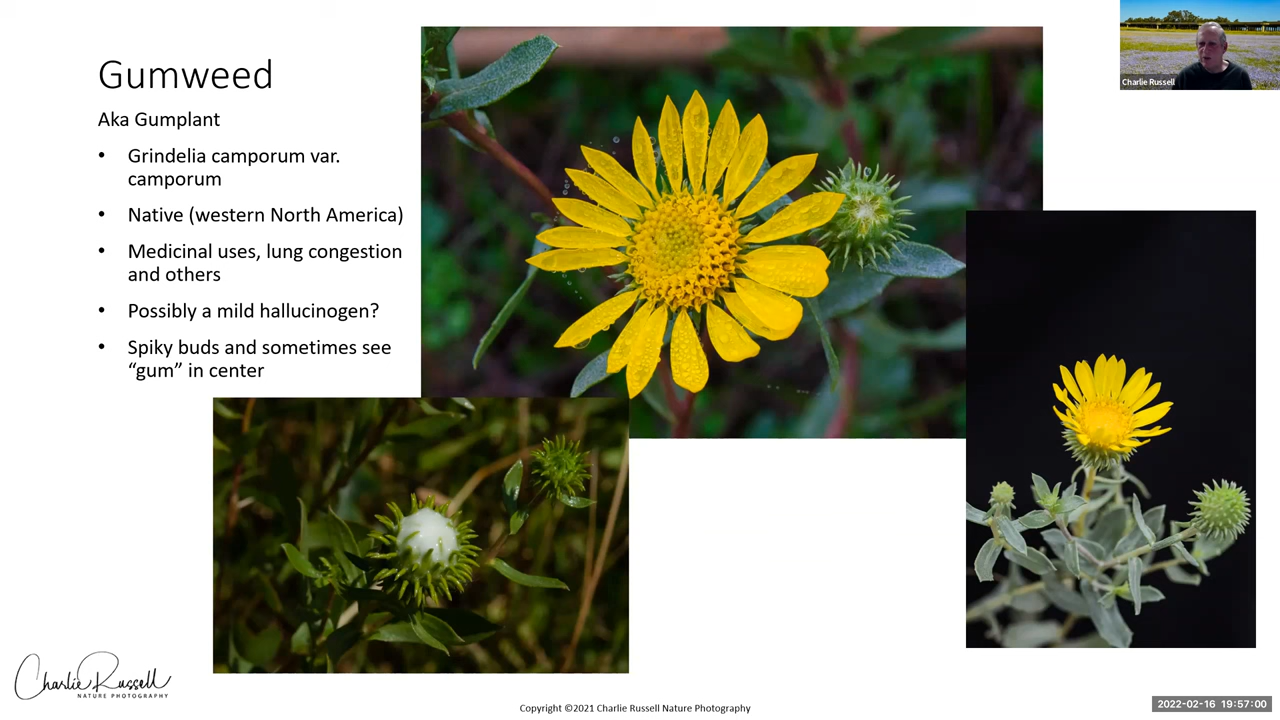 Gumweed
Aka Gumplant
• Grindelia camporum var.
camporum
• Native (western North America)
• Medicinal uses, lung congestion
and others
• Possibly a mild hallucinogen?
• Spiky buds and sometimes see
“gum” in center
Charlie Russell
Charlie Russell
NATURE PHOTOGRAPHY
Copyright ©2021 Charlie Russell Nature Photography
2022-02-16 19:57:00